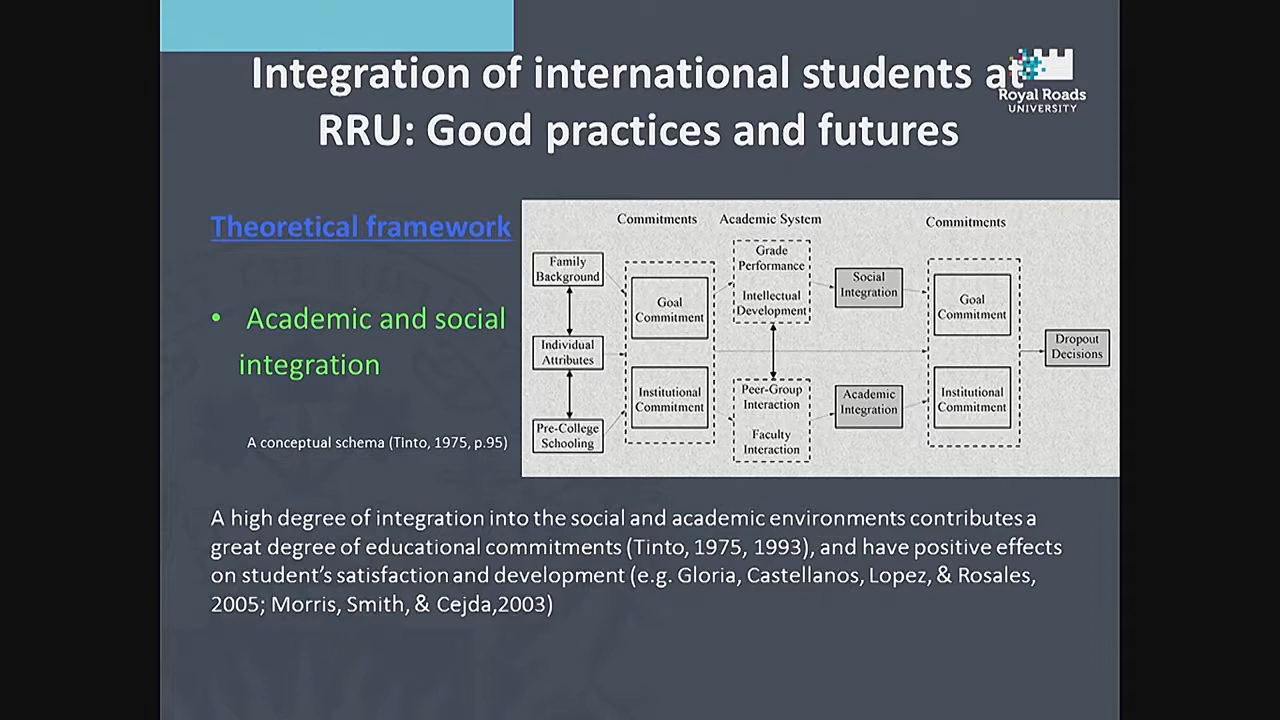 Integration of international students at
RRU: Good practices and futures
Royal Roads
UNIVERSITY
Theoretical framework
• Academic and social
integration
A conceptual schema (Tinto, 1975, p.95)
Commitments
Academic System
Commitments
Family
Background
Individual
Attributes
Pre-College
Schooling
Goal
Commitment
Institutional
Commitment
Grade
Performance
Intellectual
Development
Peer-Group
Interaction
Faculty
Interaction
Social
Integration
Academic
Integration
Goal
Commitment
Institutional
Commitment
Dropout
Decisions
A high degree of integration into the social and academic environments contributes a
great degree of educational commitments (Tinto, 1975, 1993), and have positive effects
on student's satisfaction and development (e.g. Gloria, Castellanos, Lopez, & Rosales,
2005; Morris, Smith, & Cejda,2003)